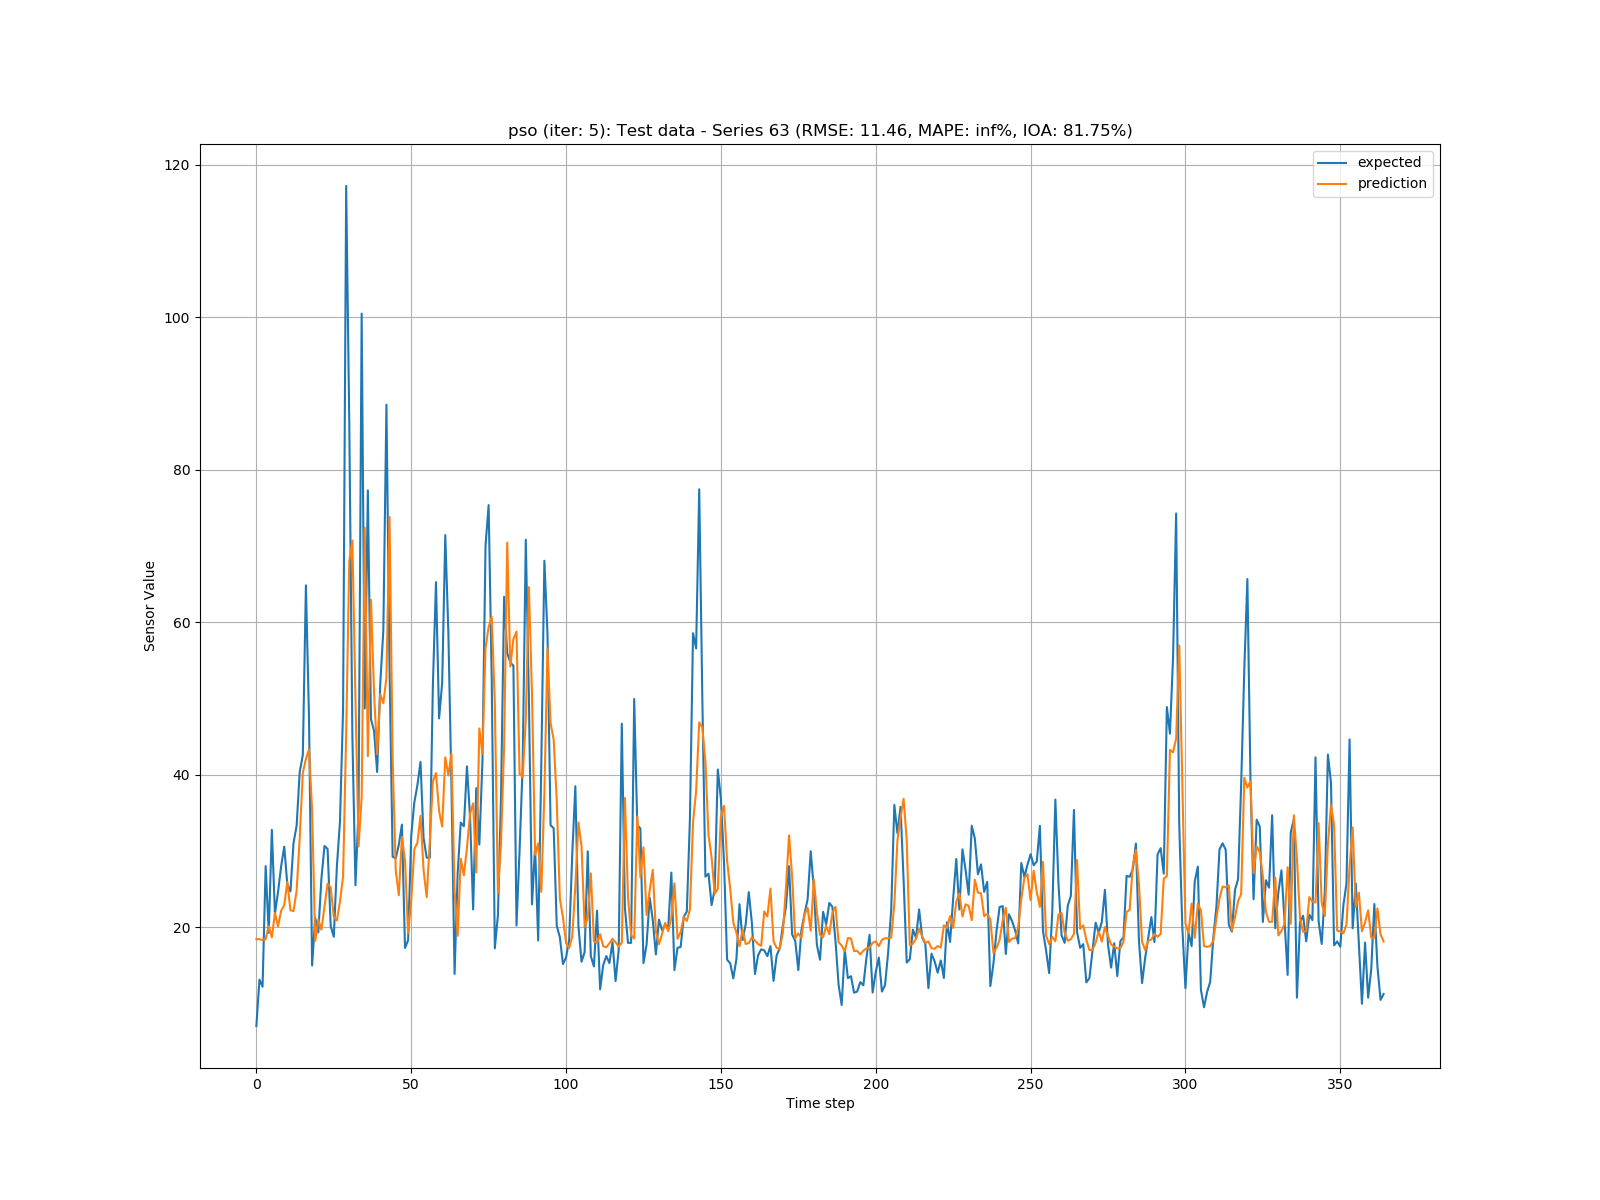 pso (iter: 5): Test data - Series 63 (RMSE: 11.46, MAPE: inf%, IOA: 81.75%)
expected
prediction
120
100
80
60
40
20
Sensor Value
0 50 100 150 200 250 300 350
Time step